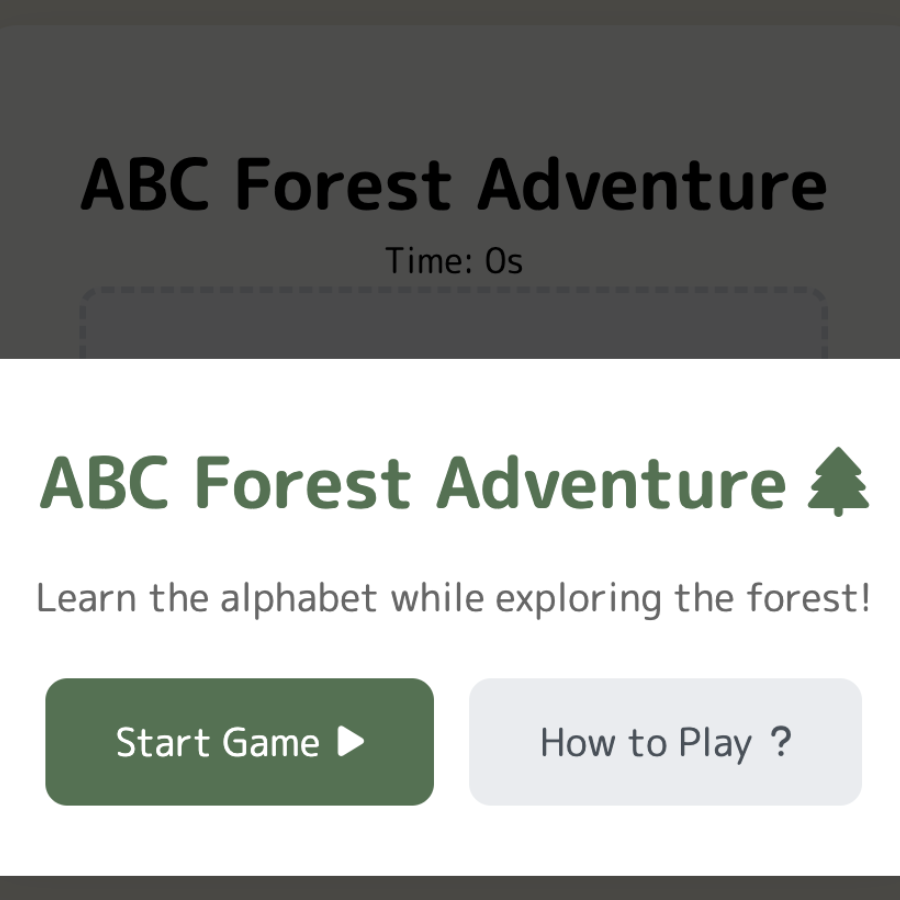 ABC Forest Adventure
Time: 0s
ABC Forest Adventure
Learn the alphabet while exploring the forest!
Start Game
How to Play ?